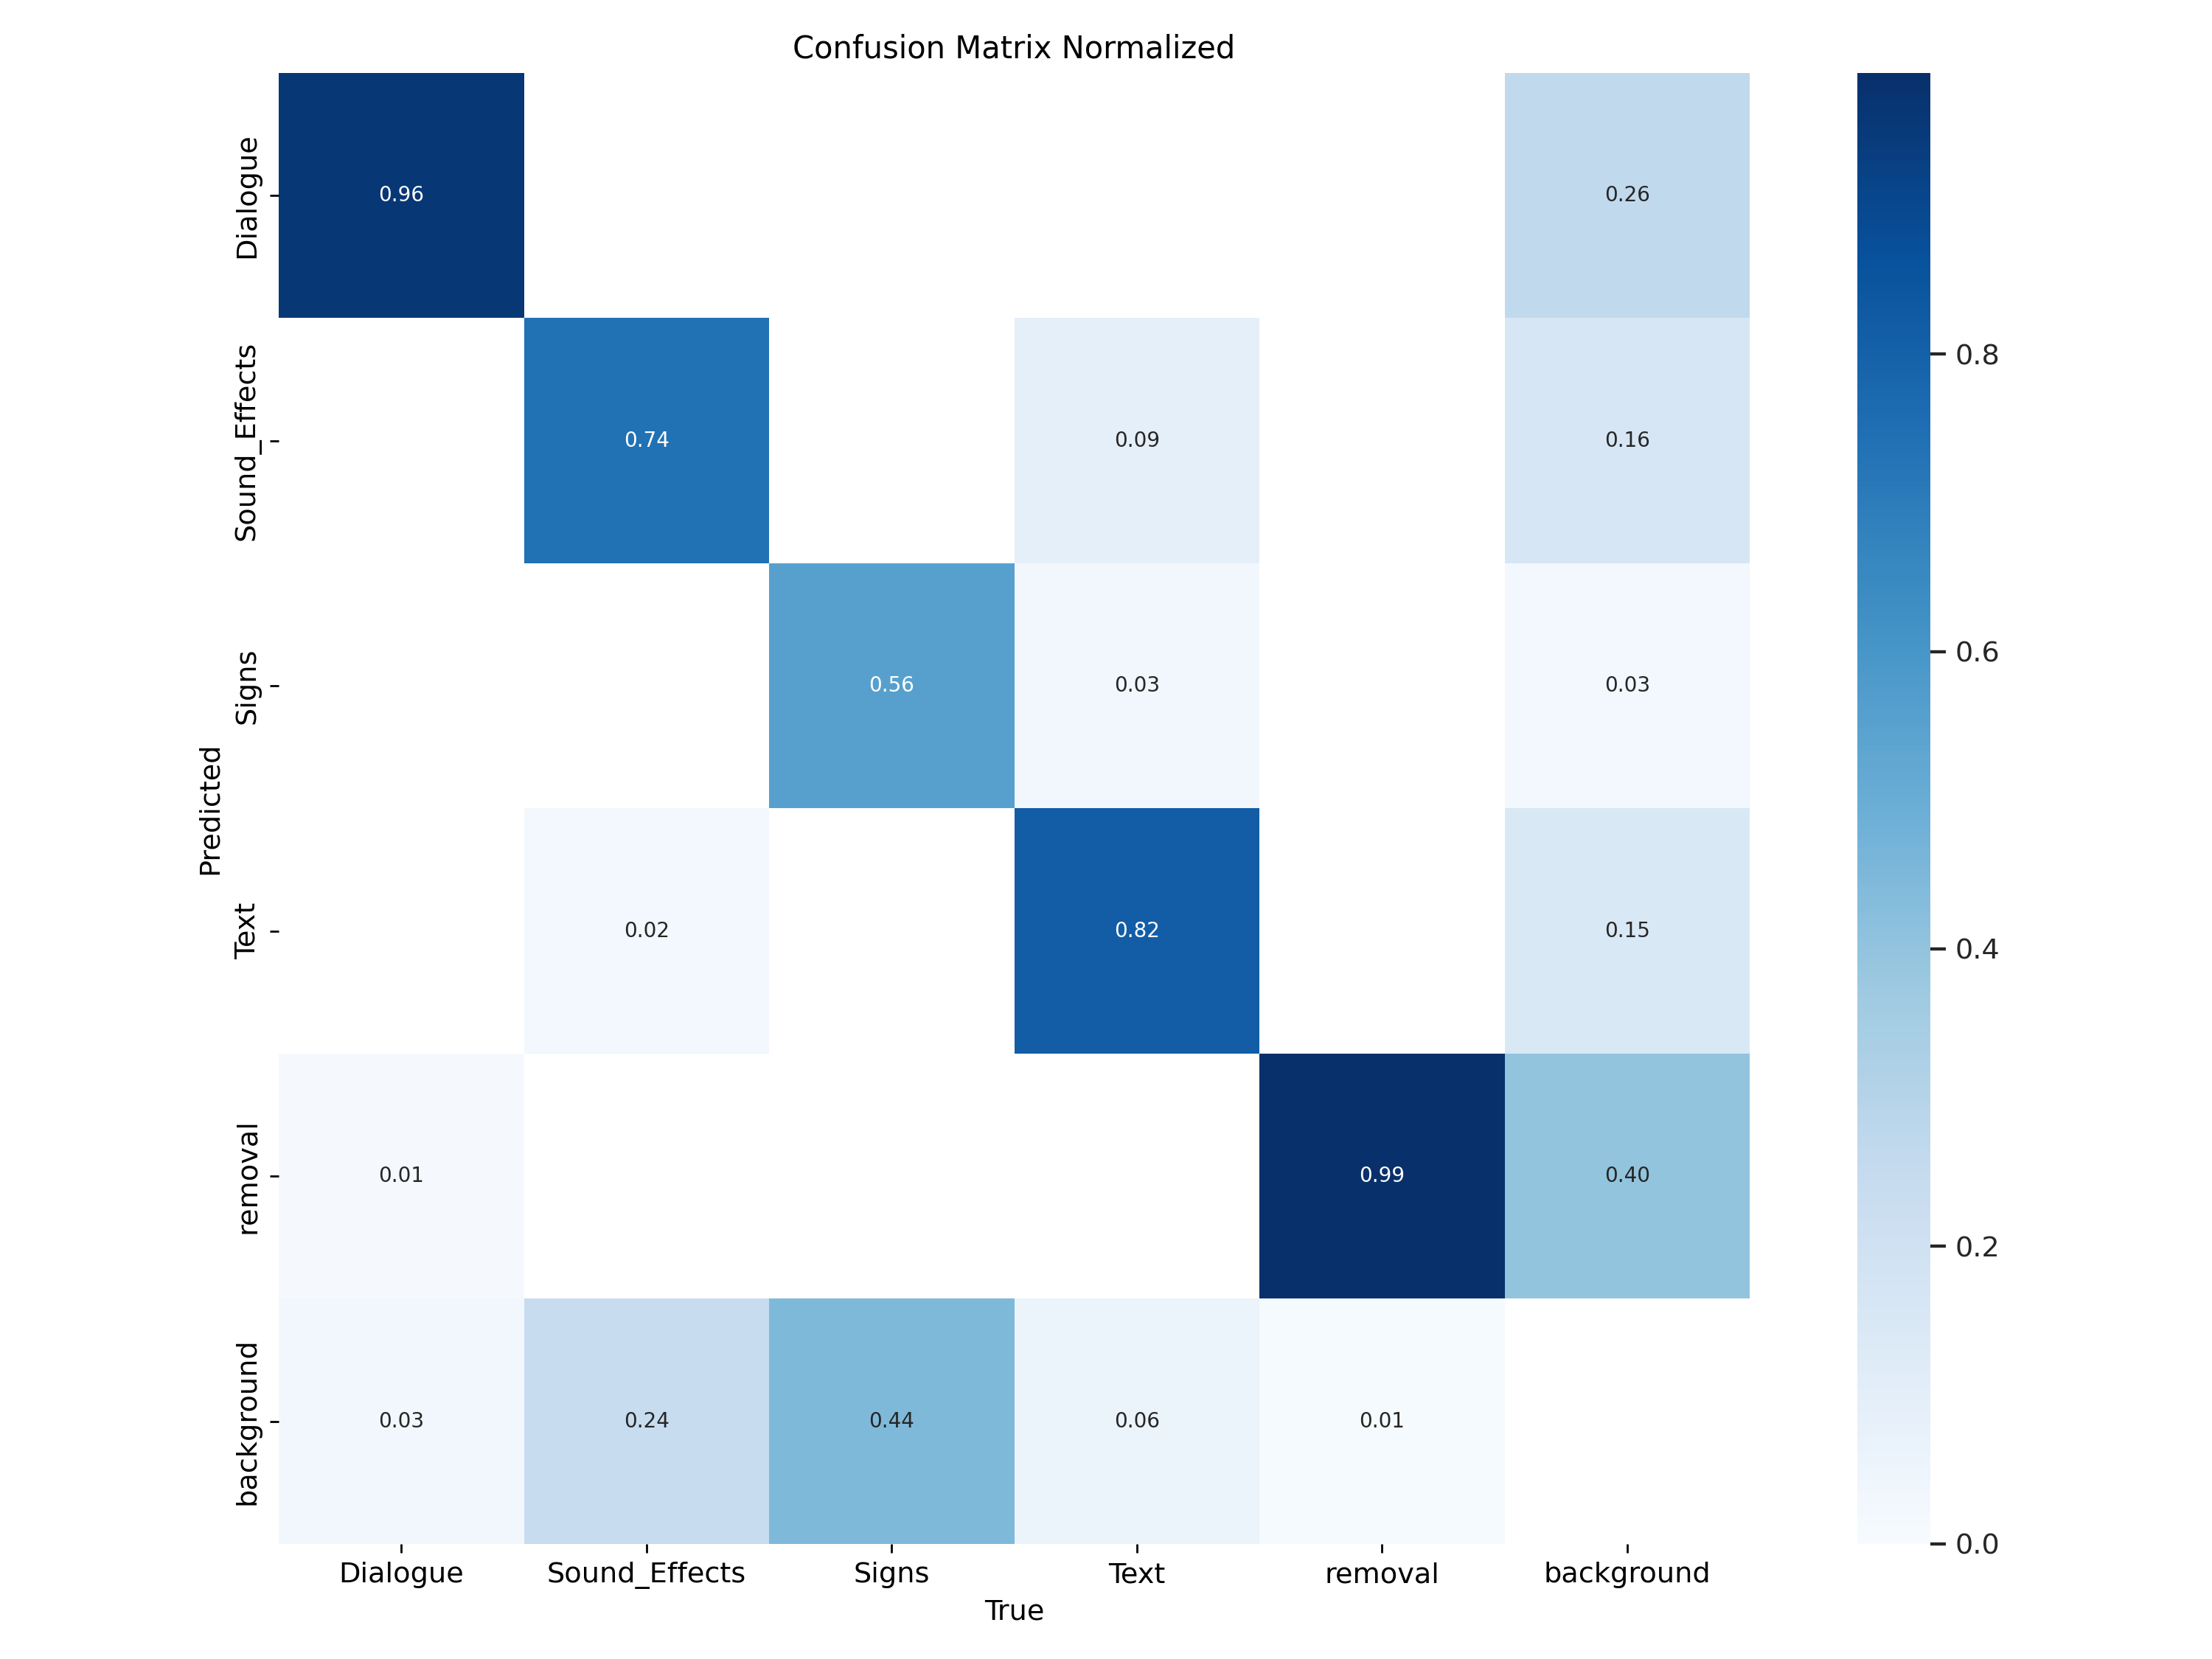 Confusion Matrix Normalized
Dialogue
0.96
0.26
Sound_Effects
0.74
0.09
0.16
Signs
0.56
0.03
0.03
Predicted
Text
0.02
0.82
0.15
removal
0.01
0.99
0.40
background
0.03
0.24
0.44
0.06
0.01
Dialogue
Sound_Effects
Signs
Text
removal
background
True
0.8
0.6
0.4
0.2
0.0